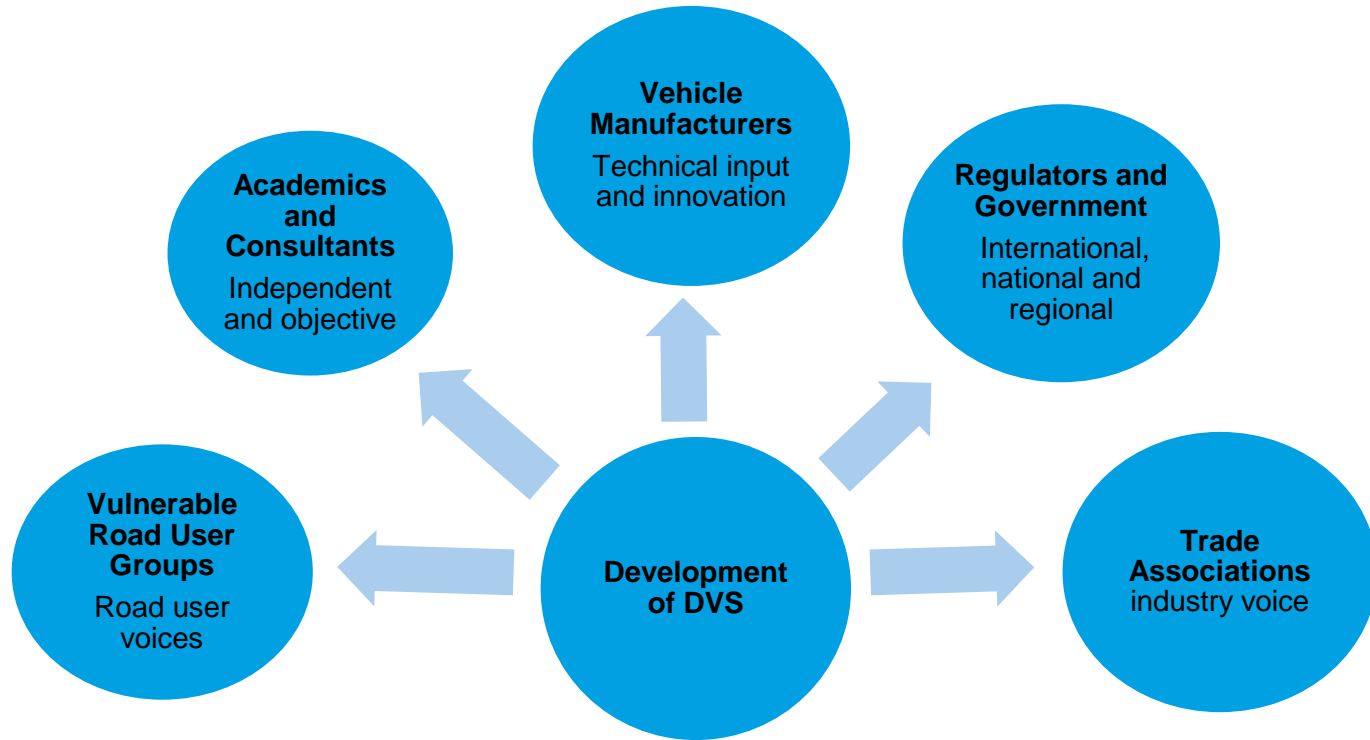 Vehicle
Manufacturers
Technical input
and innovation
Academics
and
Consultants
Independent
and objective
Regulators and
Government
International,
national and
regional
Vulnerable
Road User
Groups
Road user
voices
Development
of DVS
Trade
Associations
industry voice